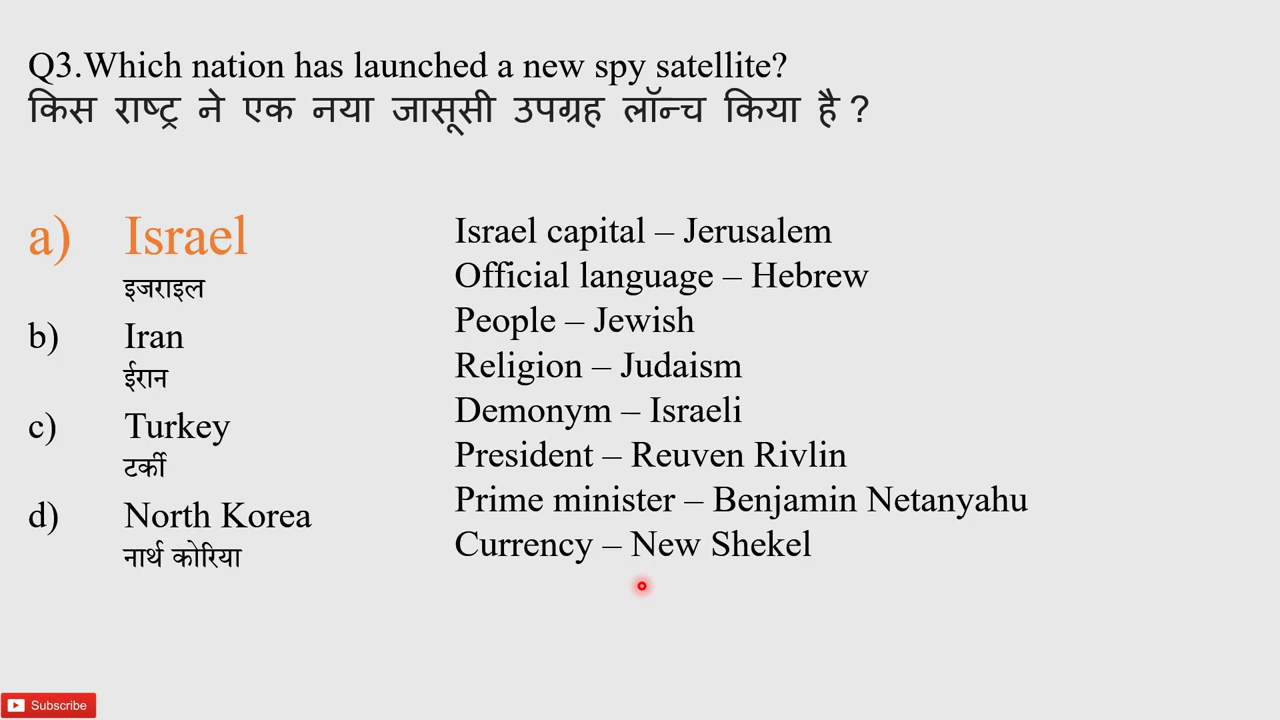 Q3.Which nation has launched a new spy satellite?
किस राष्ट्र ने एक नया जासूसी उपग्रह लॉन्च किया है ?
a) Israel
इजराइल
b) Iran
ईरान
c) Turkey
टर्की
d) North Korea
नार्थ कोरिया
Israel capital – Jerusalem
Official language – Hebrew
People – Jewish
Religion – Judaism
Demonym – Israeli
President – Reuven Rivlin
Prime minister – Benjamin Netanyahu
Currency – New Shekel
Subscribe